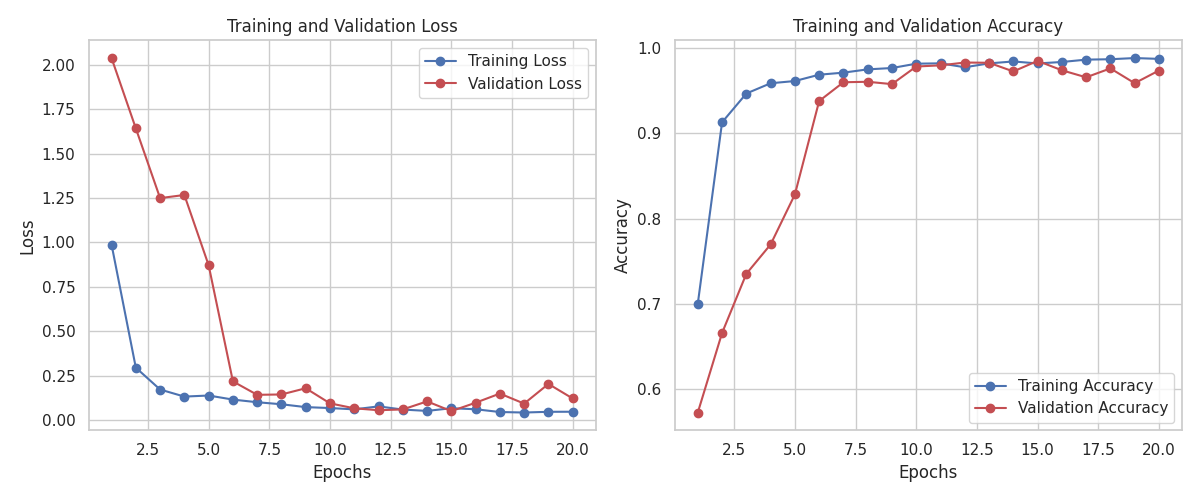 Training and Validation Loss
Training Loss
Validation Loss
2.00
1.75
1.50
1.25
1.00
0.75
0.50
0.25
0.00
Loss
2.5 5.0 7.5 10.0 12.5 15.0 17.5 20.0
Epochs
Training and Validation Accuracy
1.0
0.9
0.8
0.7
0.6
Accuracy
Training Accuracy
Validation Accuracy
2.5 5.0 7.5 10.0 12.5 15.0 17.5 20.0
Epochs